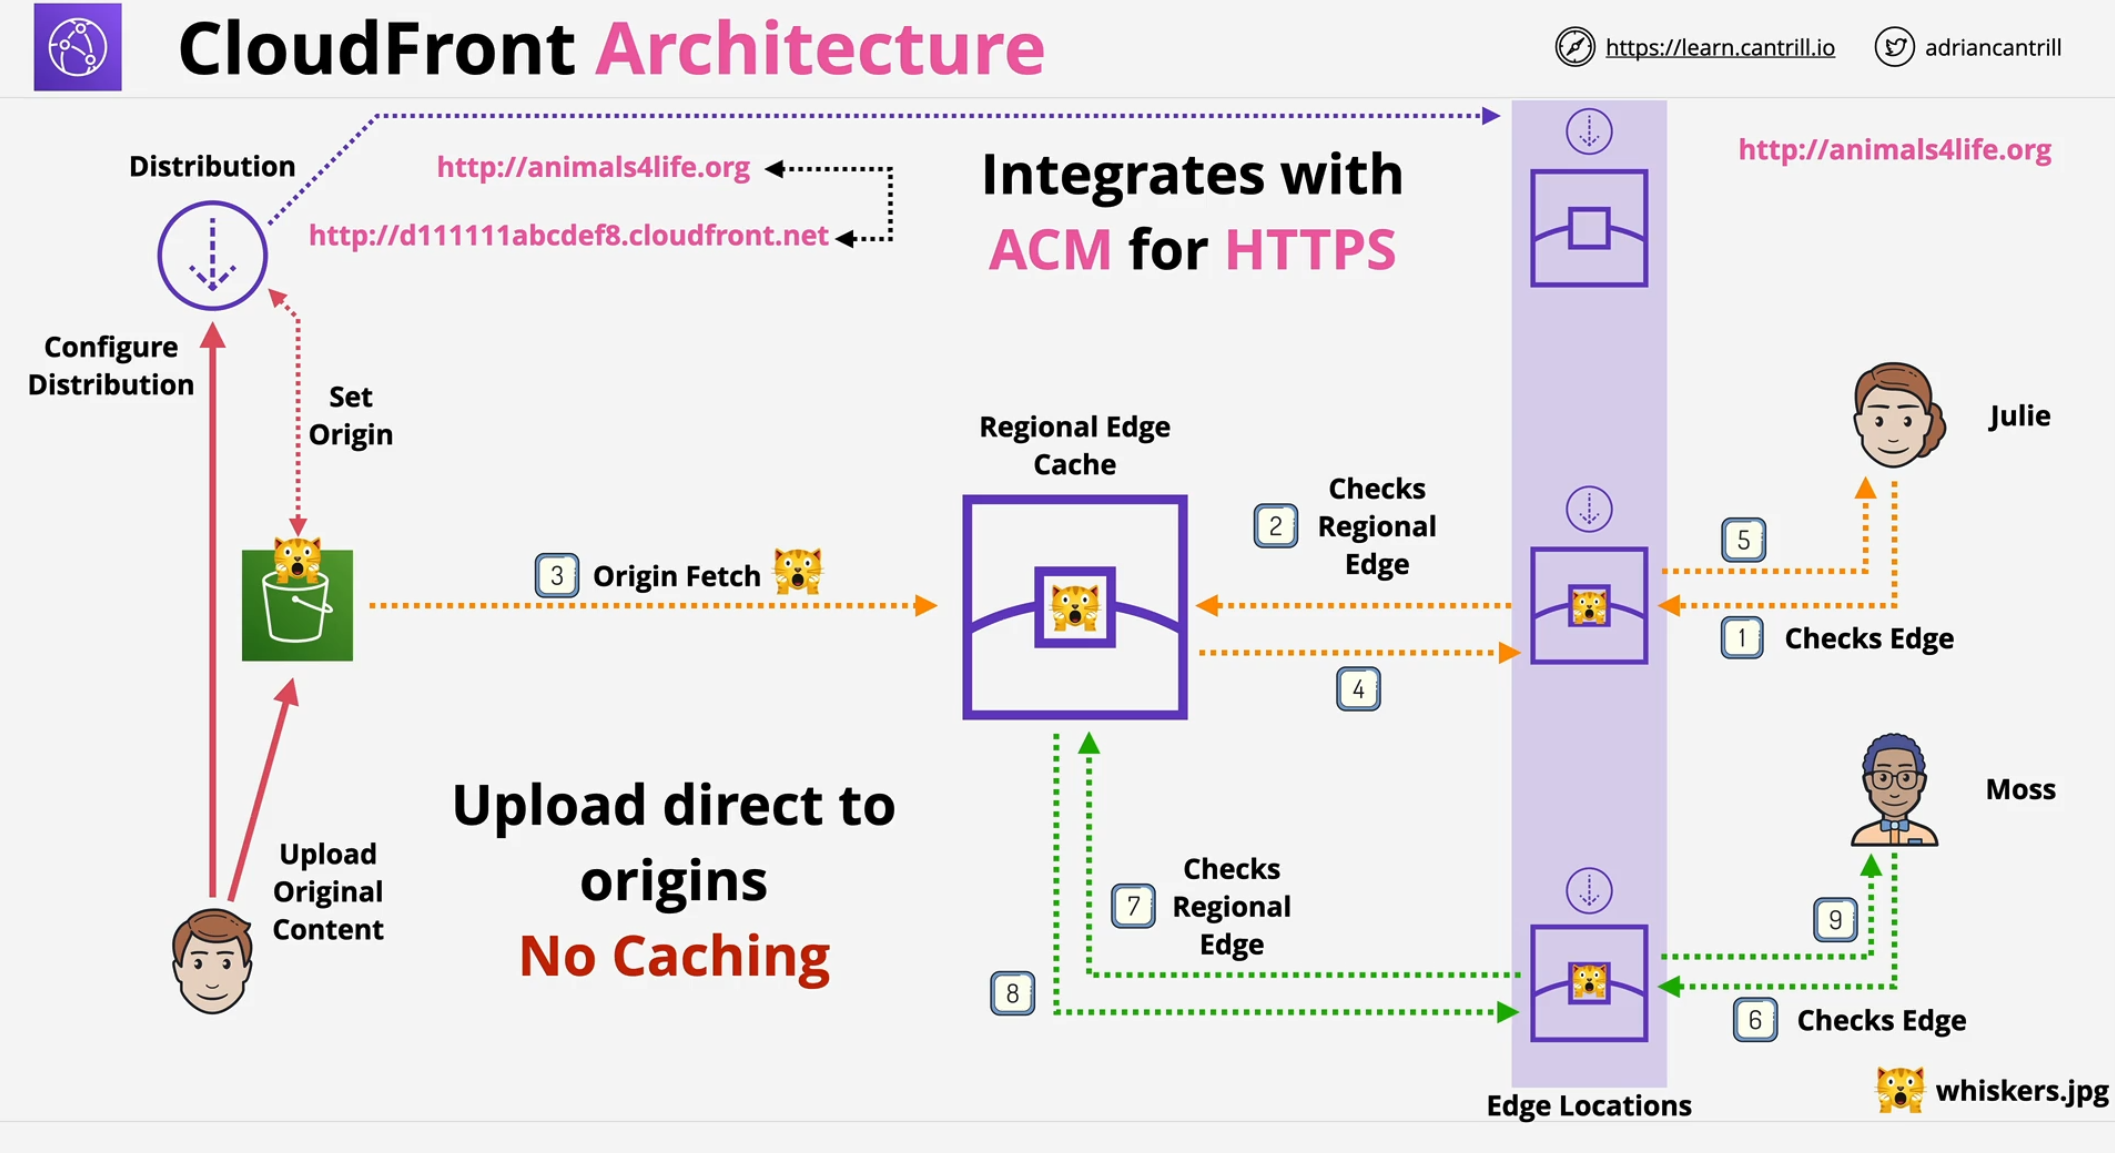 CloudFront Architecture
https://learn.cantrill.io
adriancantrill
Distribution
http://animals4life.org
http://d111111abcdef8.cloudfront.net
Integrates with
ACM for HTTPS
http://animals4life.org
Configure
Distribution
Set
Origin
Regional Edge
Cache
3 Origin Fetch
2
Checks
Regional
Edge
4
Julie
5
1 Checks Edge
Upload
Original
Content
Upload direct to
origins
No Caching
7
Checks
Regional
Edge
8
Moss
9
6 Checks Edge
whiskers.jpg
Edge Locations